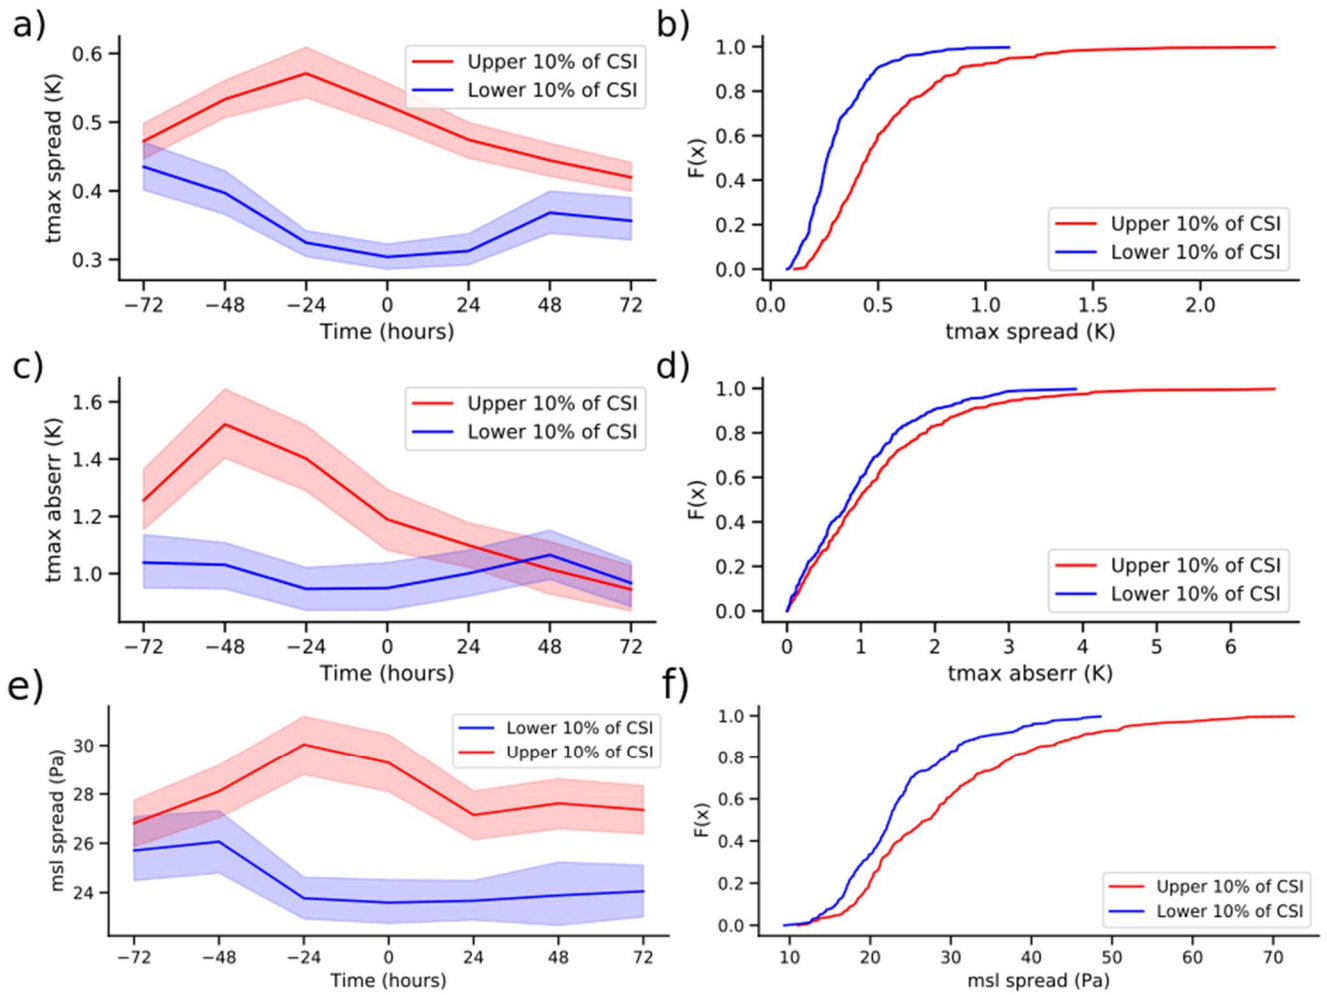 a)
0.6
0.5
0.4
0.3
tmax spread (K)
Upper 10% of CSI
Lower 10% of CSI
−72 −48 −24 0 24 48 72
Time (hours)
b)
1.0
0.8
0.6
0.4
0.2
0.0
F(x)
Upper 10% of CSI
Lower 10% of CSI
0.0 0.5 1.0 1.5 2.0
tmax spread (K)
c)
1.6
1.4
1.2
1.0
tmax abserr (K)
Upper 10% of CSI
Lower 10% of CSI
−72 −48 −24 0 24 48 72
Time (hours)
d)
1.0
0.8
0.6
0.4
0.2
0.0
F(x)
Upper 10% of CSI
Lower 10% of CSI
0 1 2 3 4 5 6
tmax abserr (K)
e)
30
28
26
24
msl spread (Pa)
Lower 10% of CSI
Upper 10% of CSI
−72 −48 −24 0 24 48 72
Time (hours)
f)
1.0
0.8
0.6
0.4
0.2
0.0
F(x)
Upper 10% of CSI
Lower 10% of CSI
10 20 30 40 50 60 70
msl spread (Pa)